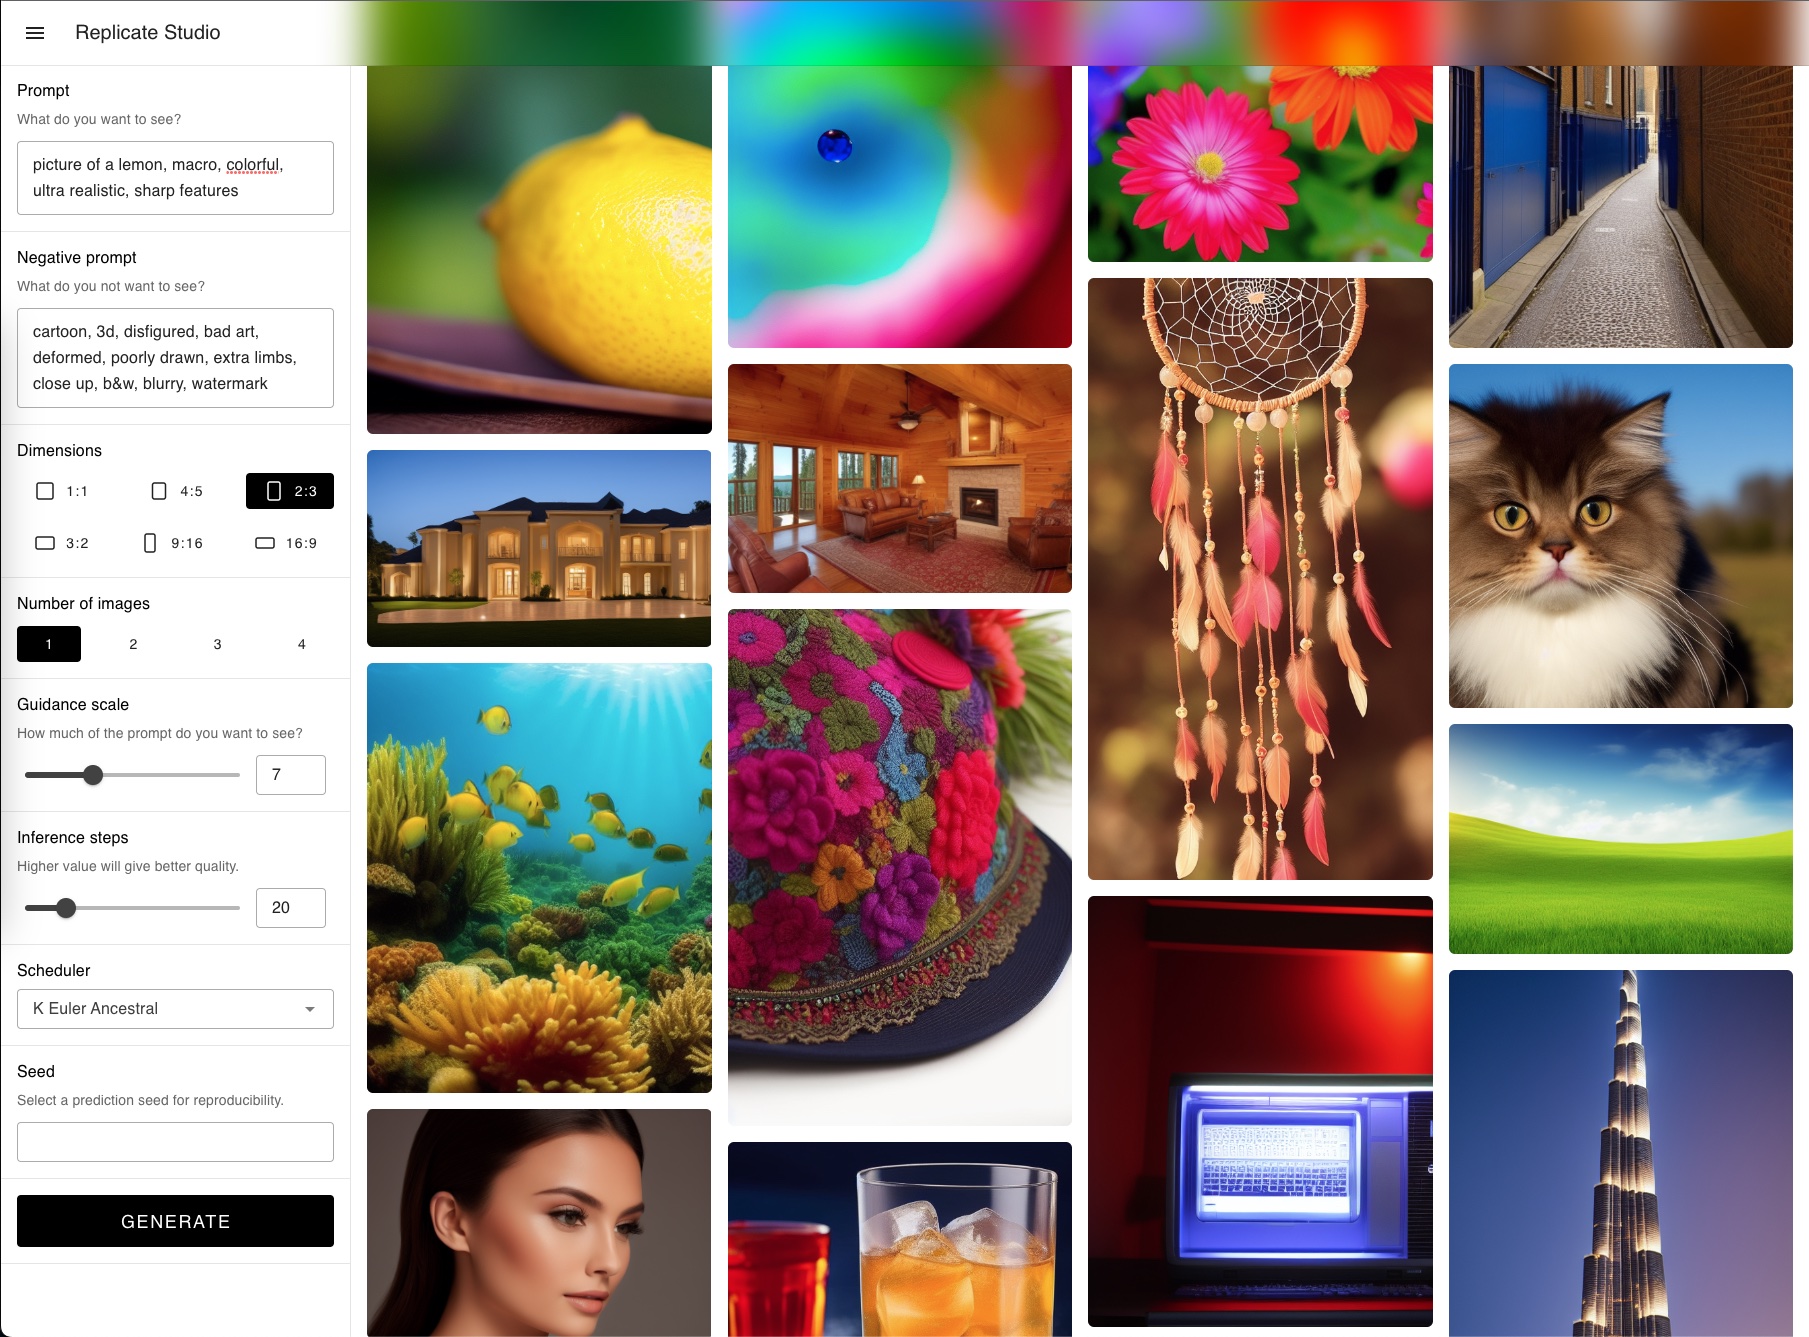 Replicate Studio
Prompt
What do you want to see?
picture of a lemon, macro, colorful,
ultra realistic, sharp features
Negative prompt
What do you not want to see?
cartoon, 3d, disfigured, bad art,
deformed, poorly drawn, extra limbs,
close up, b&w, blurry, watermark
Dimensions
1:1 4:5 2:3
3:2 9:16 16:9
Number of images
1 2 3 4
Guidance scale
How much of the prompt do you want to see?
7
Inference steps
Higher value will give better quality.
20
Scheduler
K Euler Ancestral
Seed
Select a prediction seed for reproducibility.
GENERATE